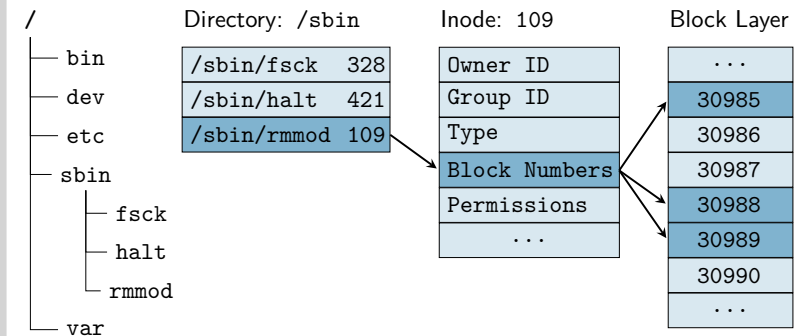 /
bin
dev
etc
sbin
fsck
halt
rmmod
var
Directory: /sbin
/sbin/fsck 328
/sbin/halt 421
/sbin/rmmod 109
Inode: 109
Owner ID
Group ID
Type
Block Numbers
Permissions
...
Block Layer
...
30985
30986
30987
30988
30989
30990
...